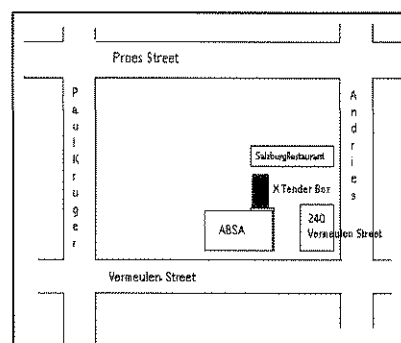 Proes Street
Paul Kruger
Andries
Salzburg Restaurant
X Tender Box
ABSA
240
Vermeulen Street
Vermeulen Street